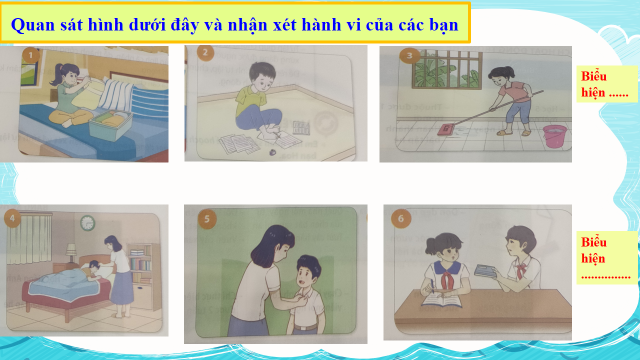 Quan sát hình dưới đây và nhận xét hành vi của các bạn
1
2
3
Biểu
hiện ......
4
5
6
Biểu
hiện
...............